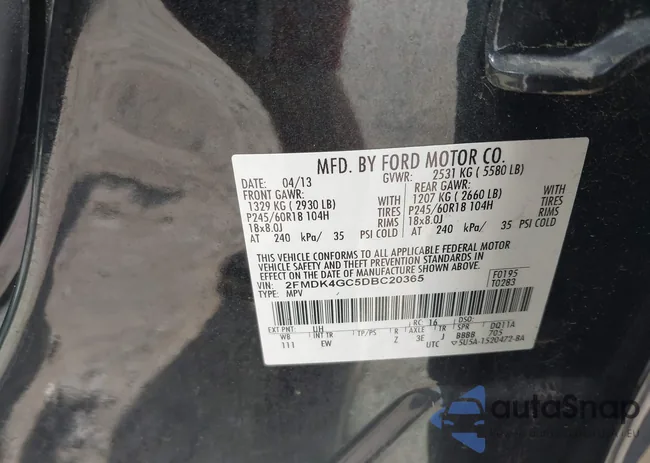 MFD. BY FORD MOTOR CO.
DATE: 04/13 GVWR: 2531 KG ( 5580 LB)
FRONT GAWR: REAR GAWR:
1329 KG ( 2930 LB) WITH 1207 KG ( 2660 LB) WITH
P245/60R18 104H TIRES P245/60R18 104H TIRES
18x8.0J RIMS 18x8.0J RIMS
AT 240 kPa/ 35 PSI COLD AT 240 kPa/ 35 PSI COLD
THIS VEHICLE CONFORMS TO ALL APPLICABLE FEDERAL MOTOR
VEHICLE SAFETY AND THEFT PREVENTION STANDARDS IN
EFFECT ON THE DATE OF MANUFACTURE SHOWN ABOVE.
VIN: 2FMDK4GC5DBC20365 F0195
TYPE: MPV T0283
EXT PNT: UH RC: 16 DSO:
WB INT TR TP/PS R AXLE TR SPR DQ11A
111 EW Z 3E J BBBB 705
UTC ▽5U5A-1520472-BA
autoSnap